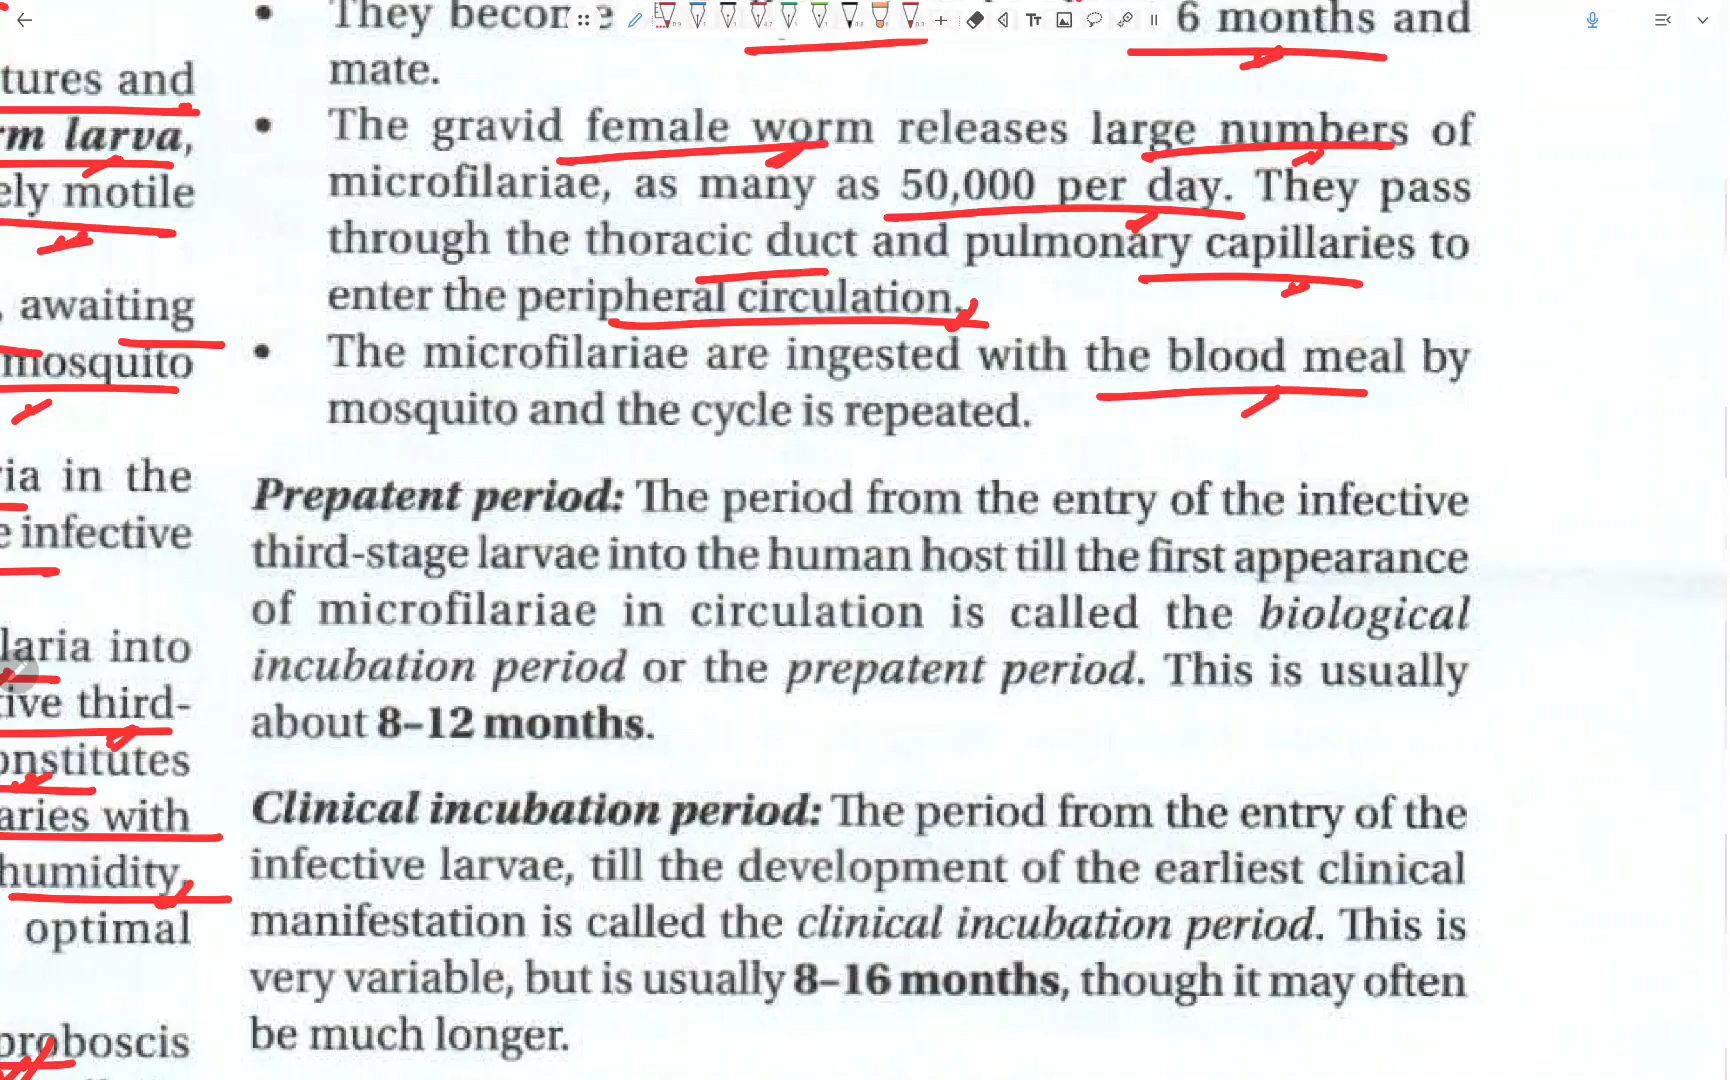 tures and
rm larva,
ely motile
, awaiting
mosquito
ria in the
e infective
laria into
tive third-
onstitutes
aries with
humidity,
optimal
proboscis
• They become 6 months and
mate.
• The gravid female worm releases large numbers of
microfilariae, as many as 50,000 per day. They pass
through the thoracic duct and pulmonary capillaries to
enter the peripheral circulation.
• The microfilariae are ingested with the blood meal by
mosquito and the cycle is repeated.
Prepatent period: The period from the entry of the infective
third-stage larvae into the human host till the first appearance
of microfilariae in circulation is called the biological
incubation period or the prepatent period. This is usually
about 8–12 months.
Clinical incubation period: The period from the entry of the
infective larvae, till the development of the earliest clinical
manifestation is called the clinical incubation period. This is
very variable, but is usually 8–16 months, though it may often
be much longer.